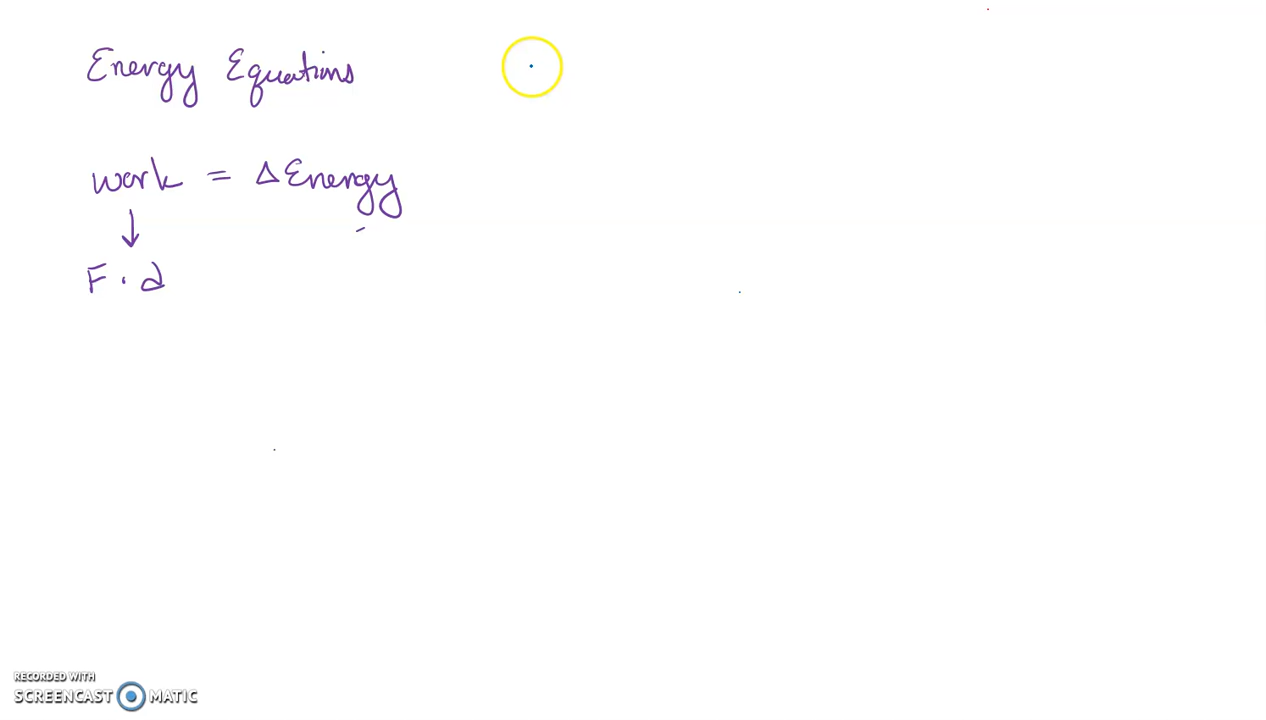 Energy Equations
work = ΔEnergy
↓
F · d
RECORDED WITH
SCREENCAST MATIC